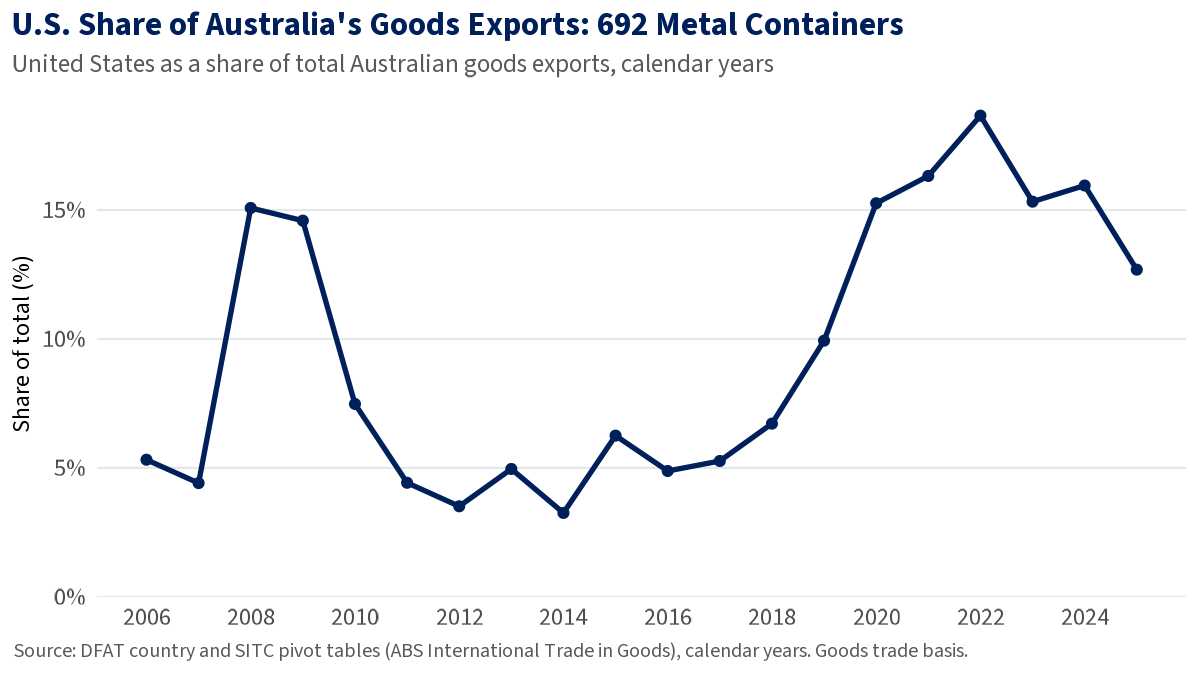 U.S. Share of Australia's Goods Exports: 692 Metal Containers
United States as a share of total Australian goods exports, calendar years
Share of total (%)
15%
10%
5%
0%
2006 2008 2010 2012 2014 2016 2018 2020 2022 2024
Source: DFAT country and SITC pivot tables (ABS International Trade in Goods), calendar years. Goods trade basis.